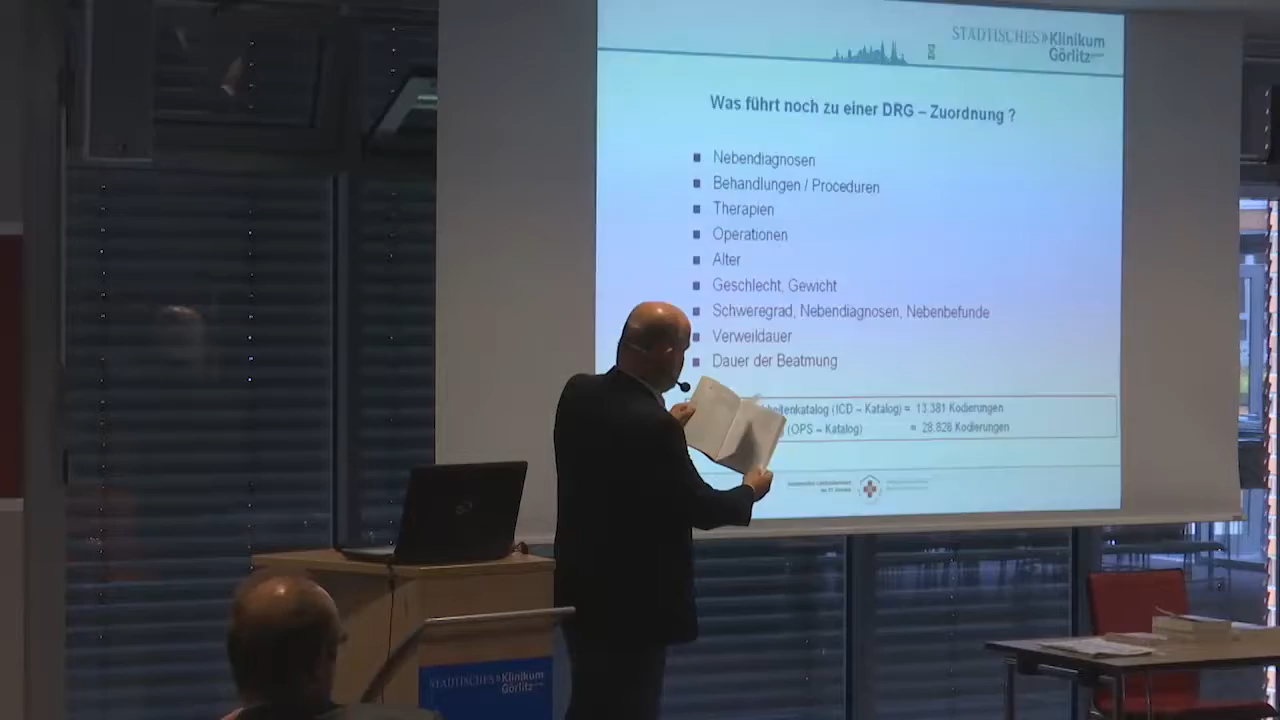 STÄDTISCHES Klinikum
Görlitz
Was führt noch zu einer DRG – Zuordnung ?
Nebendiagnosen
Behandlungen / Proceduren
Therapien
Operationen
Alter
Geschlecht, Gewicht
Schweregrad, Nebendiagnosen, Nebenbefunde
Verweildauer
Dauer der Beatmung
(ICD – Katalog) = 13.381 Kodierungen
(OPS – Katalog) = 28.828 Kodierungen
STÄDTISCHES Klinikum
Görlitz